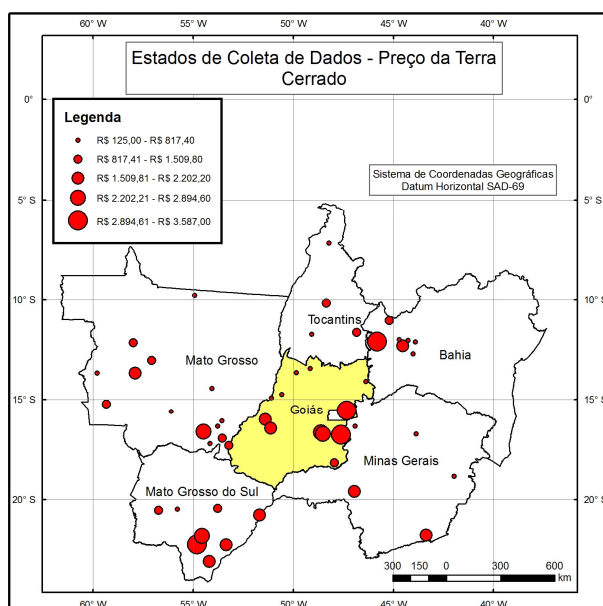 60° W 55° W 50° W 45° W 40° W
Estados de Coleta de Dados - Preço da Terra
Cerrado
0° 0°
Legenda
R$ 125,00 - R$ 817,40
R$ 817,41 - R$ 1.509,80
R$ 1.509,81 - R$ 2.202,20
R$ 2.202,21 - R$ 2.894,60
R$ 2.894,61 - R$ 3.587,00
Sistema de Coordenadas Geográficas
Datum Horizontal SAD-69
5° S 5° S
10° S 10° S
Tocantins
Bahia
Mato Grosso
15° S 15° S
Goiás
Minas Gerais
Mato Grosso do Sul
20° S 20° S
300 150 0 300 600
km
60° W 55° W 50° W 45° W 40° W